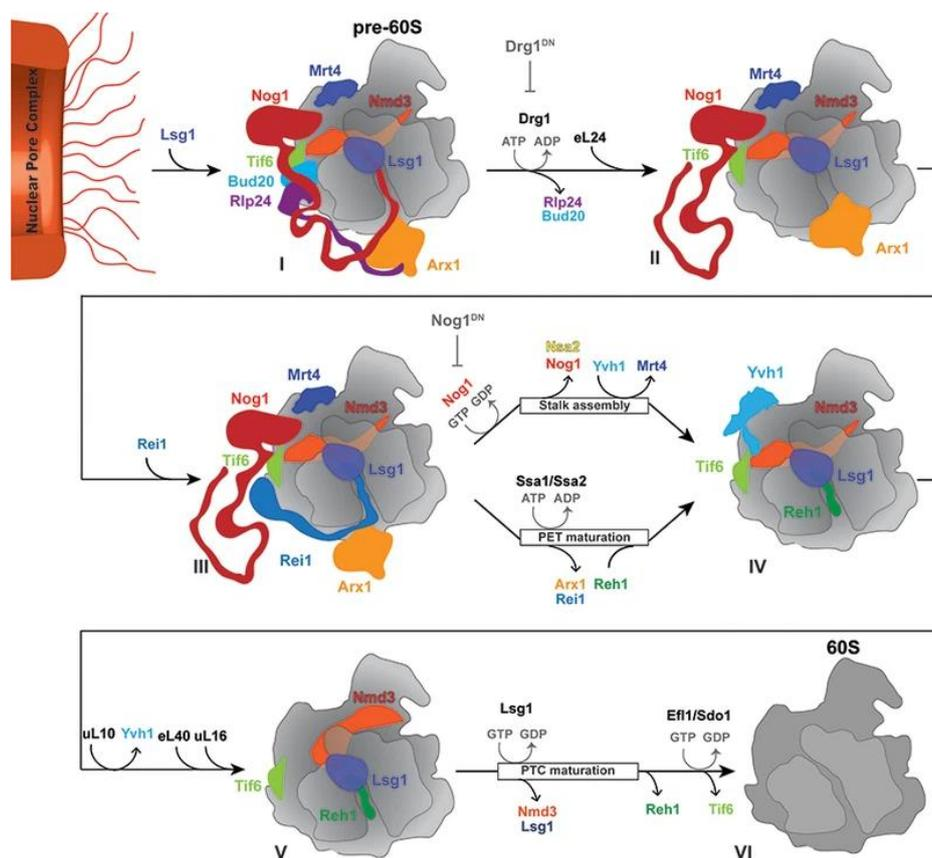 Nuclear Pore Complex
Lsg1
pre-60S
Mrt4
Nog1
Nmd3
Tif6
Lsg1
Bud20
Rlp24
Arx1
I
Drg1DN
Drg1
ATP ADP
eL24
Rlp24
Bud20
Mrt4
Nog1
Nmd3
Tif6
Lsg1
Arx1
II
Rei1
Mrt4
Nog1
Nmd3
Tif6
Lsg1
Rei1
Arx1
III
Nog1DN
Nog1
GTP GDP
Nsa2
Nog1
Yvh1
Mrt4
Stalk assembly
Ssa1/Ssa2
ATP ADP
PET maturation
Arx1
Rei1
Reh1
Yvh1
Nmd3
Tif6
Lsg1
Reh1
IV
uL10 Yvh1 eL40 uL16
Nmd3
Tif6
Lsg1
Reh1
V
Lsg1
GTP GDP
PTC maturation
Nmd3
Lsg1
Reh1
Efl1/Sdo1
GTP GDP
Tif6
60S
VI